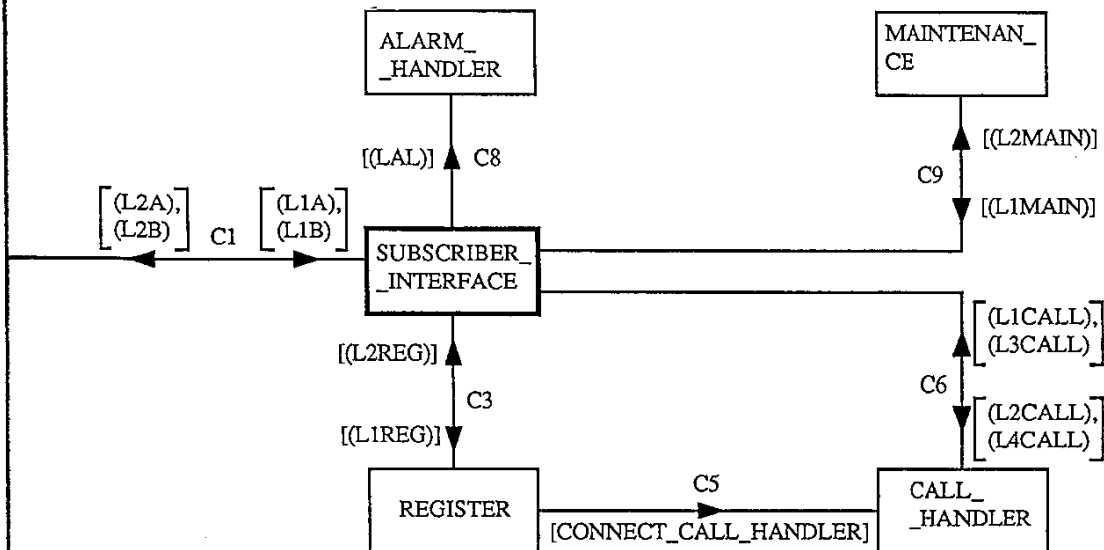 ALARM_
_HANDLER
MAINTENAN_
CE
[(LAL)]
C8
[(L2MAIN)]
C9
[(L1MAIN)]
[(L2A),
(L2B)]
C1
[(L1A),
(L1B)]
SUBSCRIBER_
_INTERFACE
[(L2REG)]
C3
[(L1REG)]
[(L1CALL),
(L3CALL)]
C6
[(L2CALL),
(L4CALL)]
REGISTER
C5
[CONNECT_CALL_HANDLER]
CALL_
_HANDLER